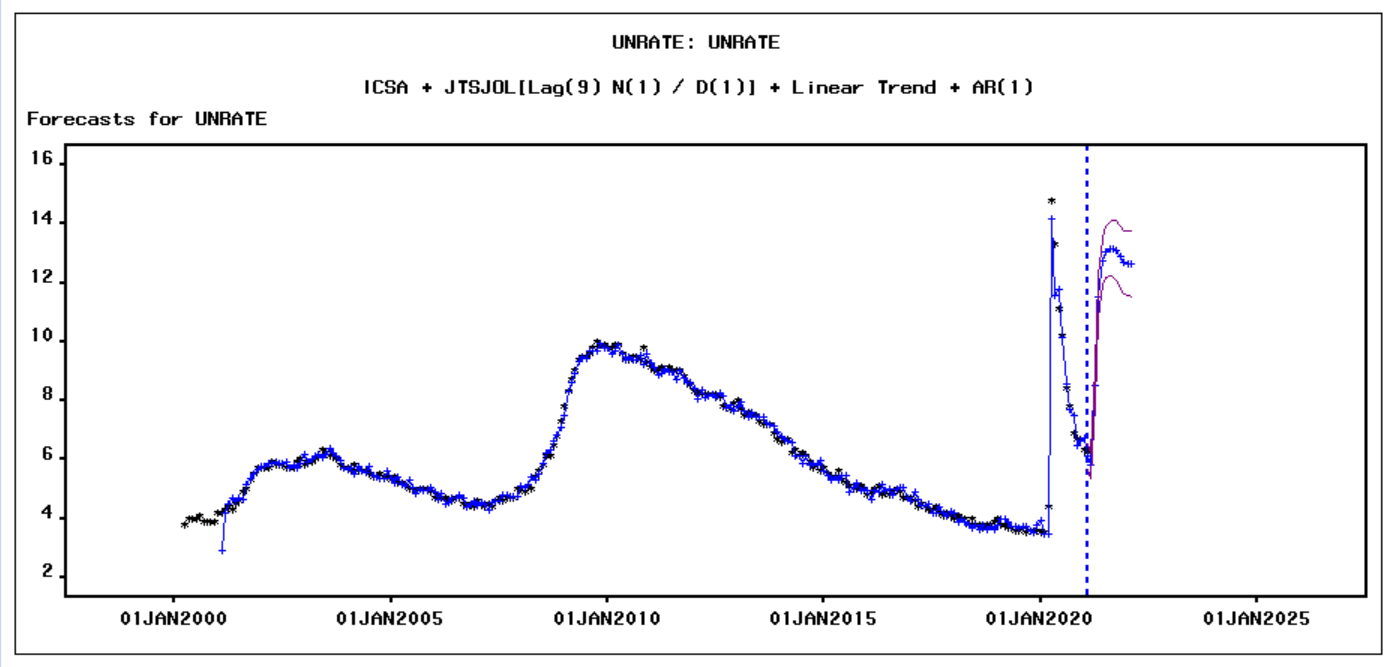 UNRATE: UNRATE
ICSA + JTSJOL[Lag(9) N(1) / D(1)] + Linear Trend + AR(1)
Forecasts for UNRATE
16
14
12
10
8
6
4
2
01JAN2000 01JAN2005 01JAN2010 01JAN2015 01JAN2020 01JAN2025